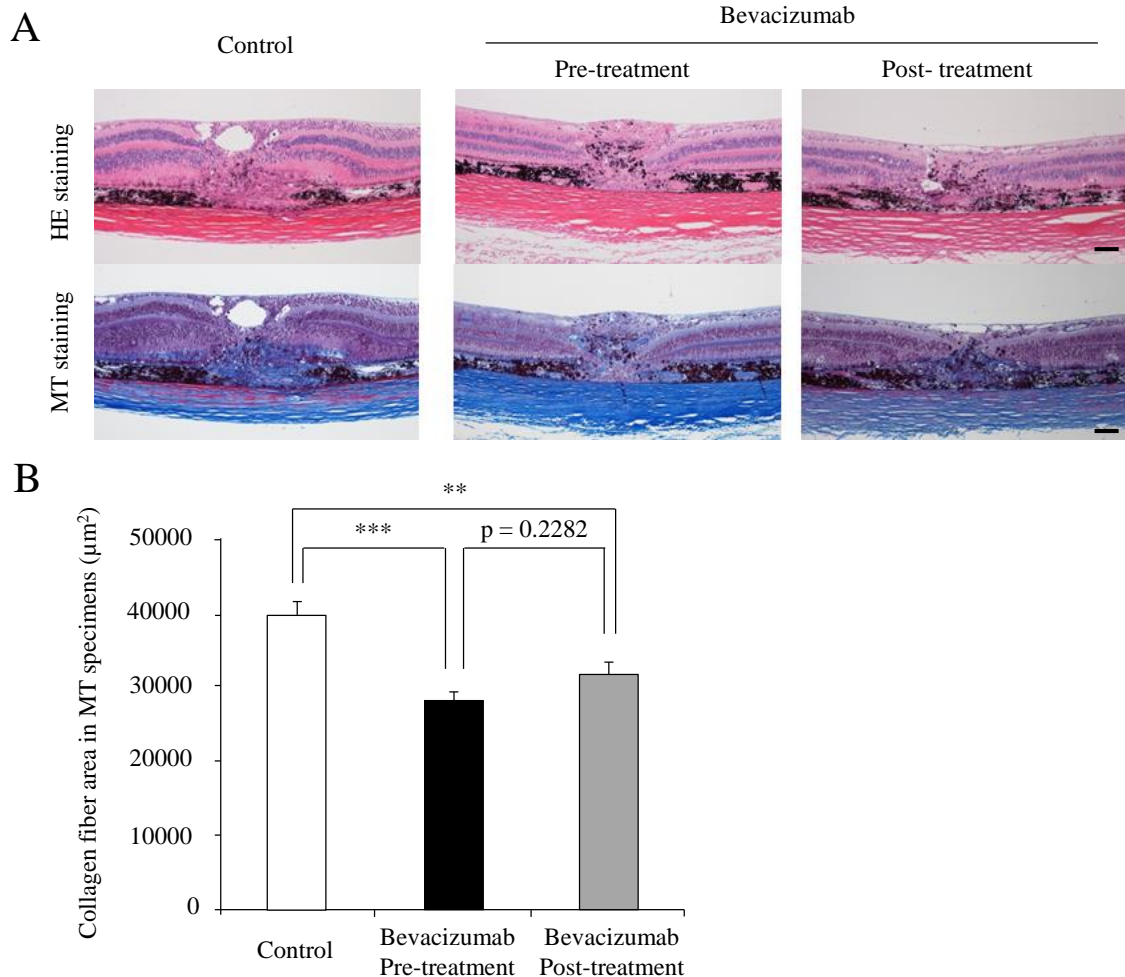 A
Control
Bevacizumab
Pre-treatment
Post- treatment
HE staining
MT staining
B
Collagen fiber area in MT specimens (μm²)
50000
40000
30000
20000
10000
0
**
***
p = 0.2282
Control
Bevacizumab
Pre-treatment
Bevacizumab
Post-treatment